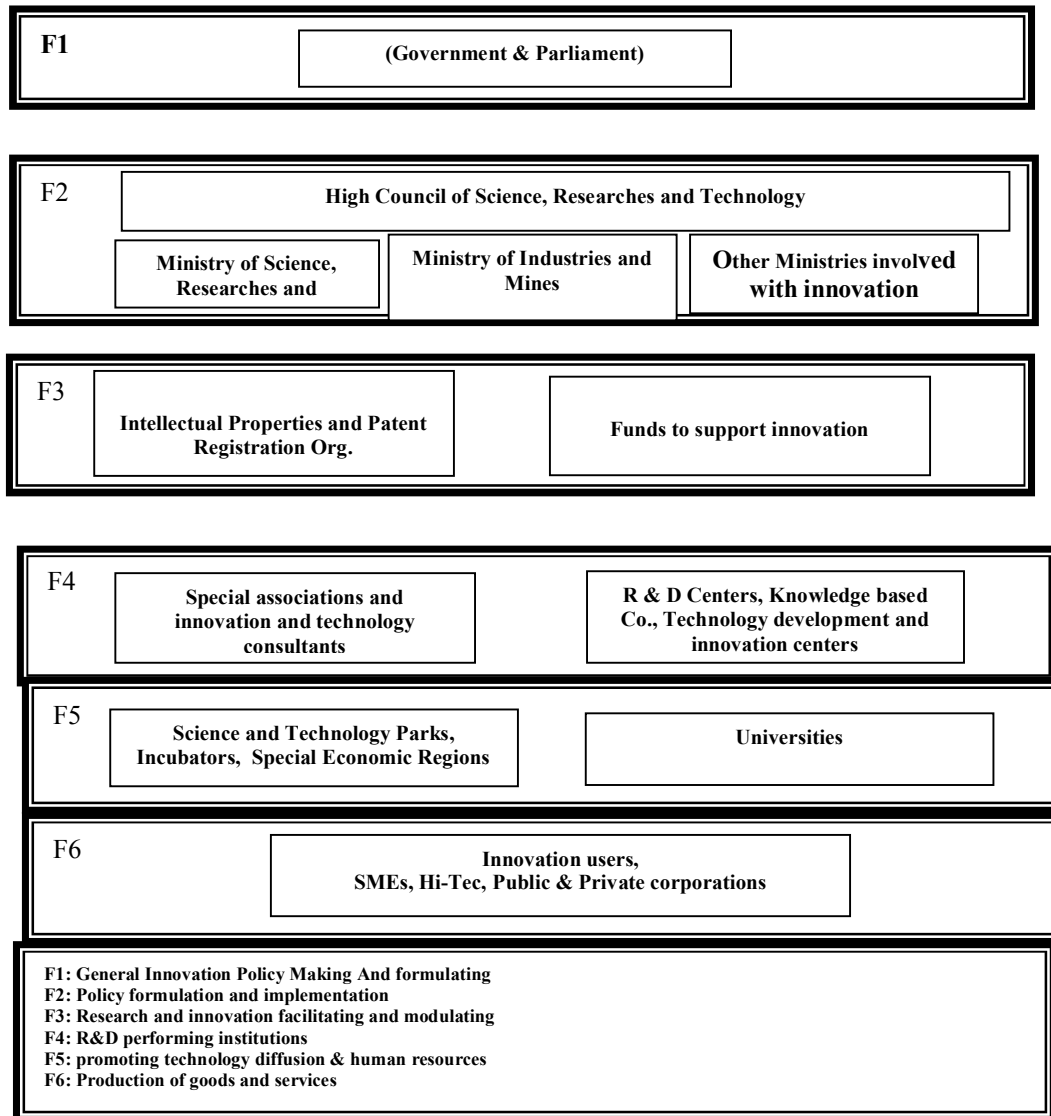 F1
(Government & Parliament)
F2
High Council of Science, Researches and Technology
Ministry of Science,
Researches and
Ministry of Industries and
Mines
Other Ministries involved
with innovation
F3
Intellectual Properties and Patent
Registration Org.
Funds to support innovation
F4
Special associations and
innovation and technology
consultants
R & D Centers, Knowledge based
Co., Technology development and
innovation centers
F5
Science and Technology Parks,
Incubators, Special Economic Regions
Universities
F6
Innovation users,
SMEs, Hi-Tec, Public & Private corporations
F1: General Innovation Policy Making And formulating
F2: Policy formulation and implementation
F3: Research and innovation facilitating and modulating
F4: R&D performing institutions
F5: promoting technology diffusion & human resources
F6: Production of goods and services